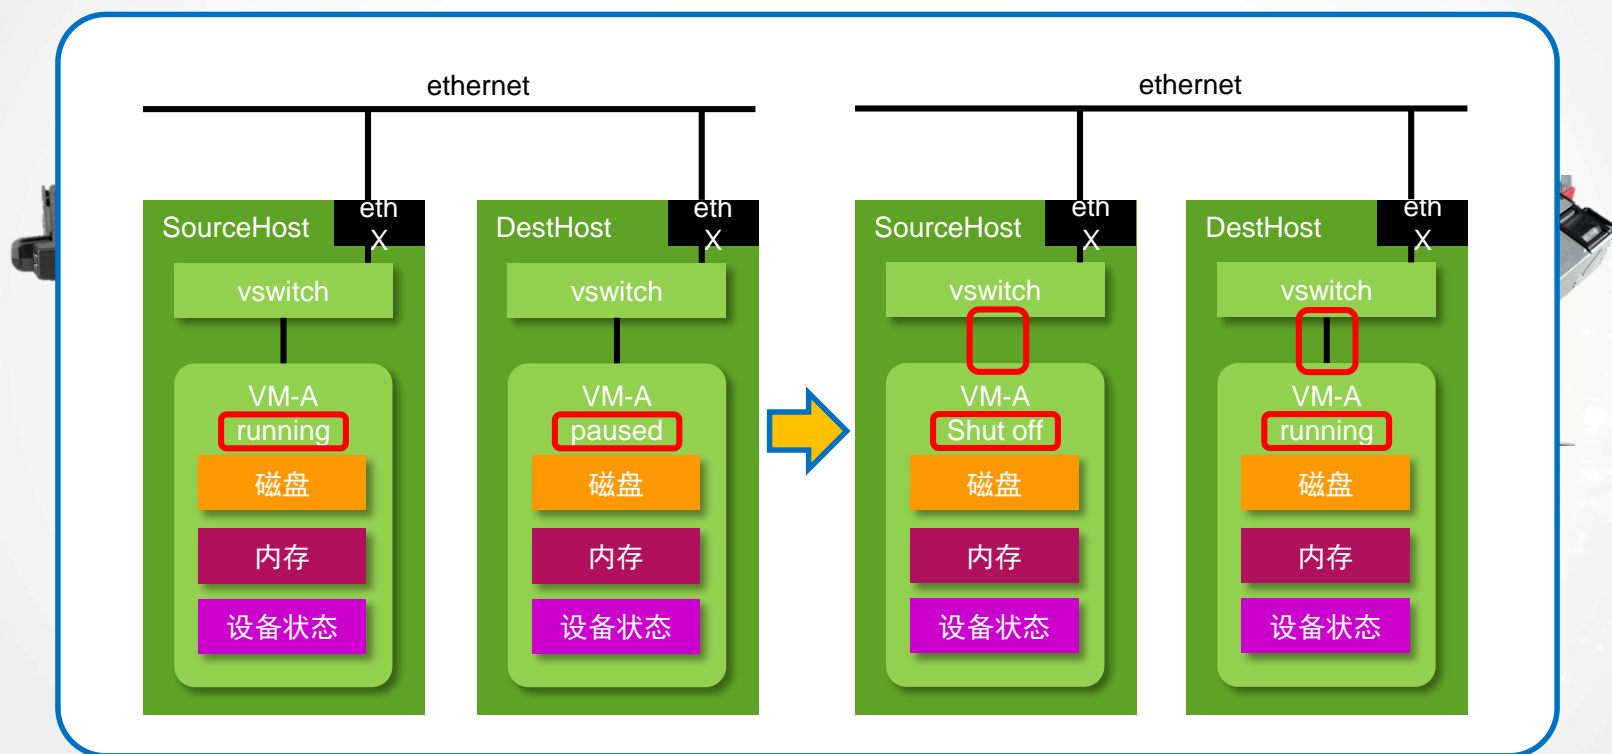 ethernet
SourceHost
eth
X
vswitch
VM-A
running
磁盘
内存
设备状态
DestHost
eth
X
vswitch
VM-A
paused
磁盘
内存
设备状态
ethernet
SourceHost
eth
X
vswitch
VM-A
Shut off
磁盘
内存
设备状态
DestHost
eth
X
vswitch
VM-A
running
磁盘
内存
设备状态